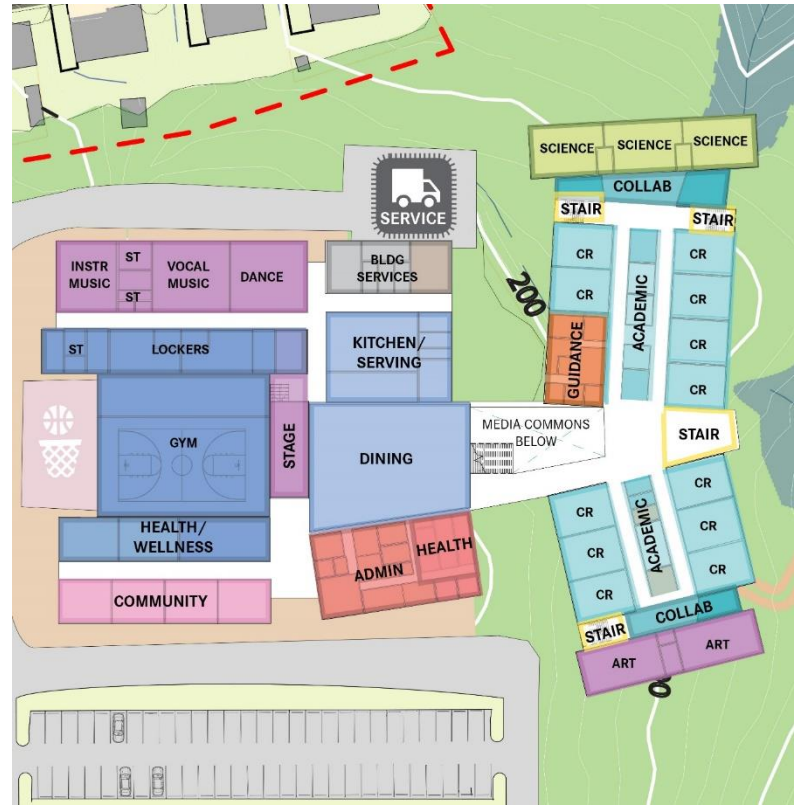 SCIENCE
SCIENCE
SCIENCE
COLLAB
STAIR
STAIR
SERVICE
INSTR
MUSIC
ST
ST
VOCAL
MUSIC
DANCE
BLDG
SERVICES
200
CR
CR
ACADEMIC
CR
CR
CR
CR
ST
LOCKERS
KITCHEN/
SERVING
GUIDANCE
GYM
STAGE
DINING
MEDIA COMMONS
BELOW
STAIR
HEALTH/
WELLNESS
ADMIN
HEALTH
CR
CR
CR
ACADEMIC
CR
CR
CR
COMMUNITY
COLLAB
STAIR
ART
ART